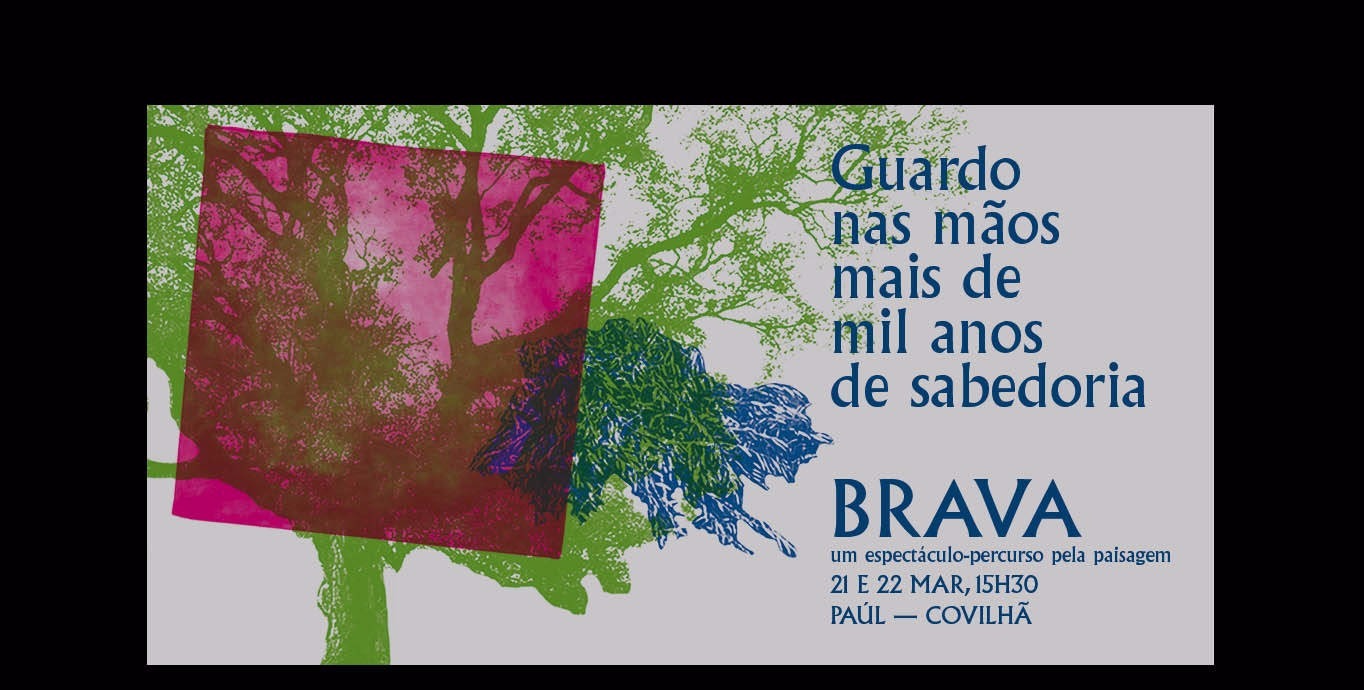 Guardo
nas mãos
mais de
mil anos
de sabedoria
BRAVA
um espectáculo-percurso pela paisagem
21 E 22 MAR, 15H30
PAÚL — COVILHÃ